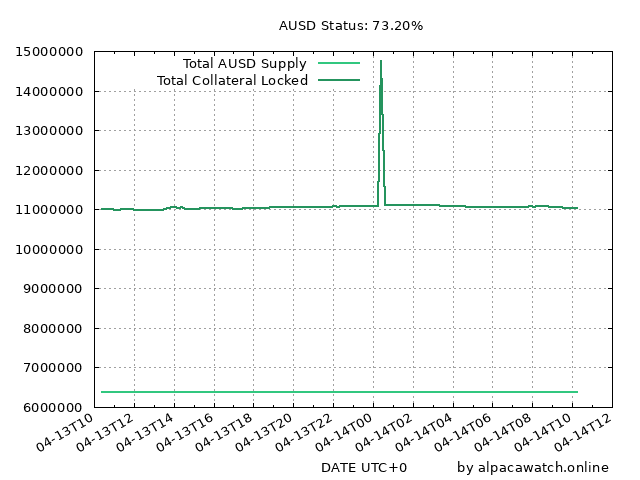 AUSD Status: 73.20%
15000000
14000000
13000000
12000000
11000000
10000000
9000000
8000000
7000000
6000000
Total AUSD Supply
Total Collateral Locked
04-13T10
04-13T12
04-13T14
04-13T16
04-13T18
04-13T20
04-13T22
04-14T00
04-14T02
04-14T04
04-14T06
04-14T08
04-14T10
04-14T12
DATE UTC+0
by alpacawatch.online